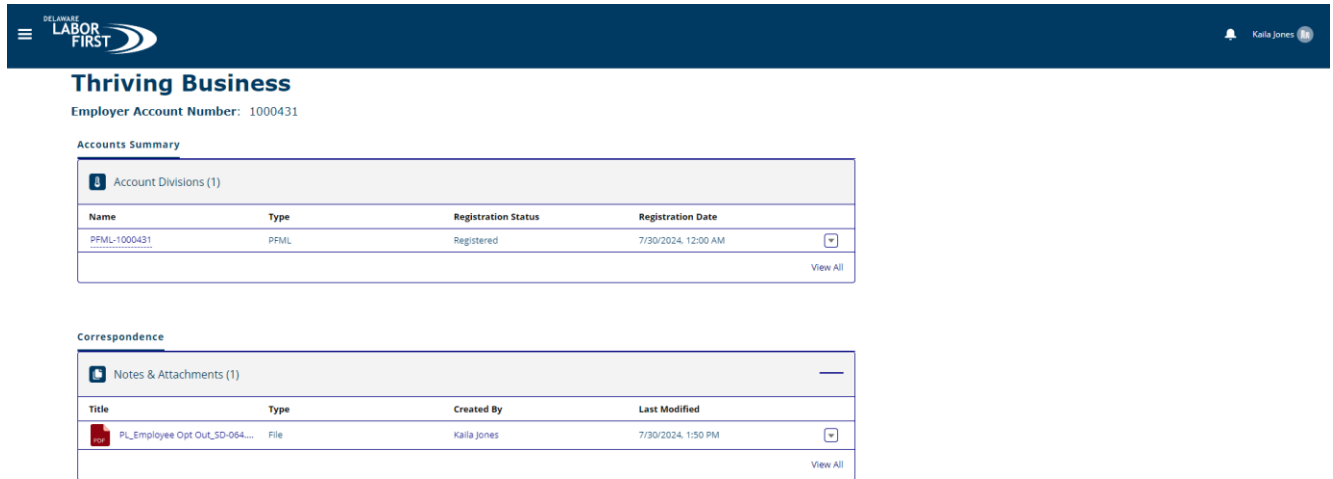 DELAWARE
LABOR
FIRST
Kaila Jones
Thriving Business
Employer Account Number: 1000431
Accounts Summary
Account Divisions (1)
Name Type Registration Status Registration Date
PFML-1000431 PFML Registered 7/30/2024, 12:00 AM
View All
Correspondence
Notes & Attachments (1)
Title Type Created By Last Modified
PDF PL_Employee Opt Out_SD-064.... File Kaila Jones 7/30/2024, 1:50 PM
View All